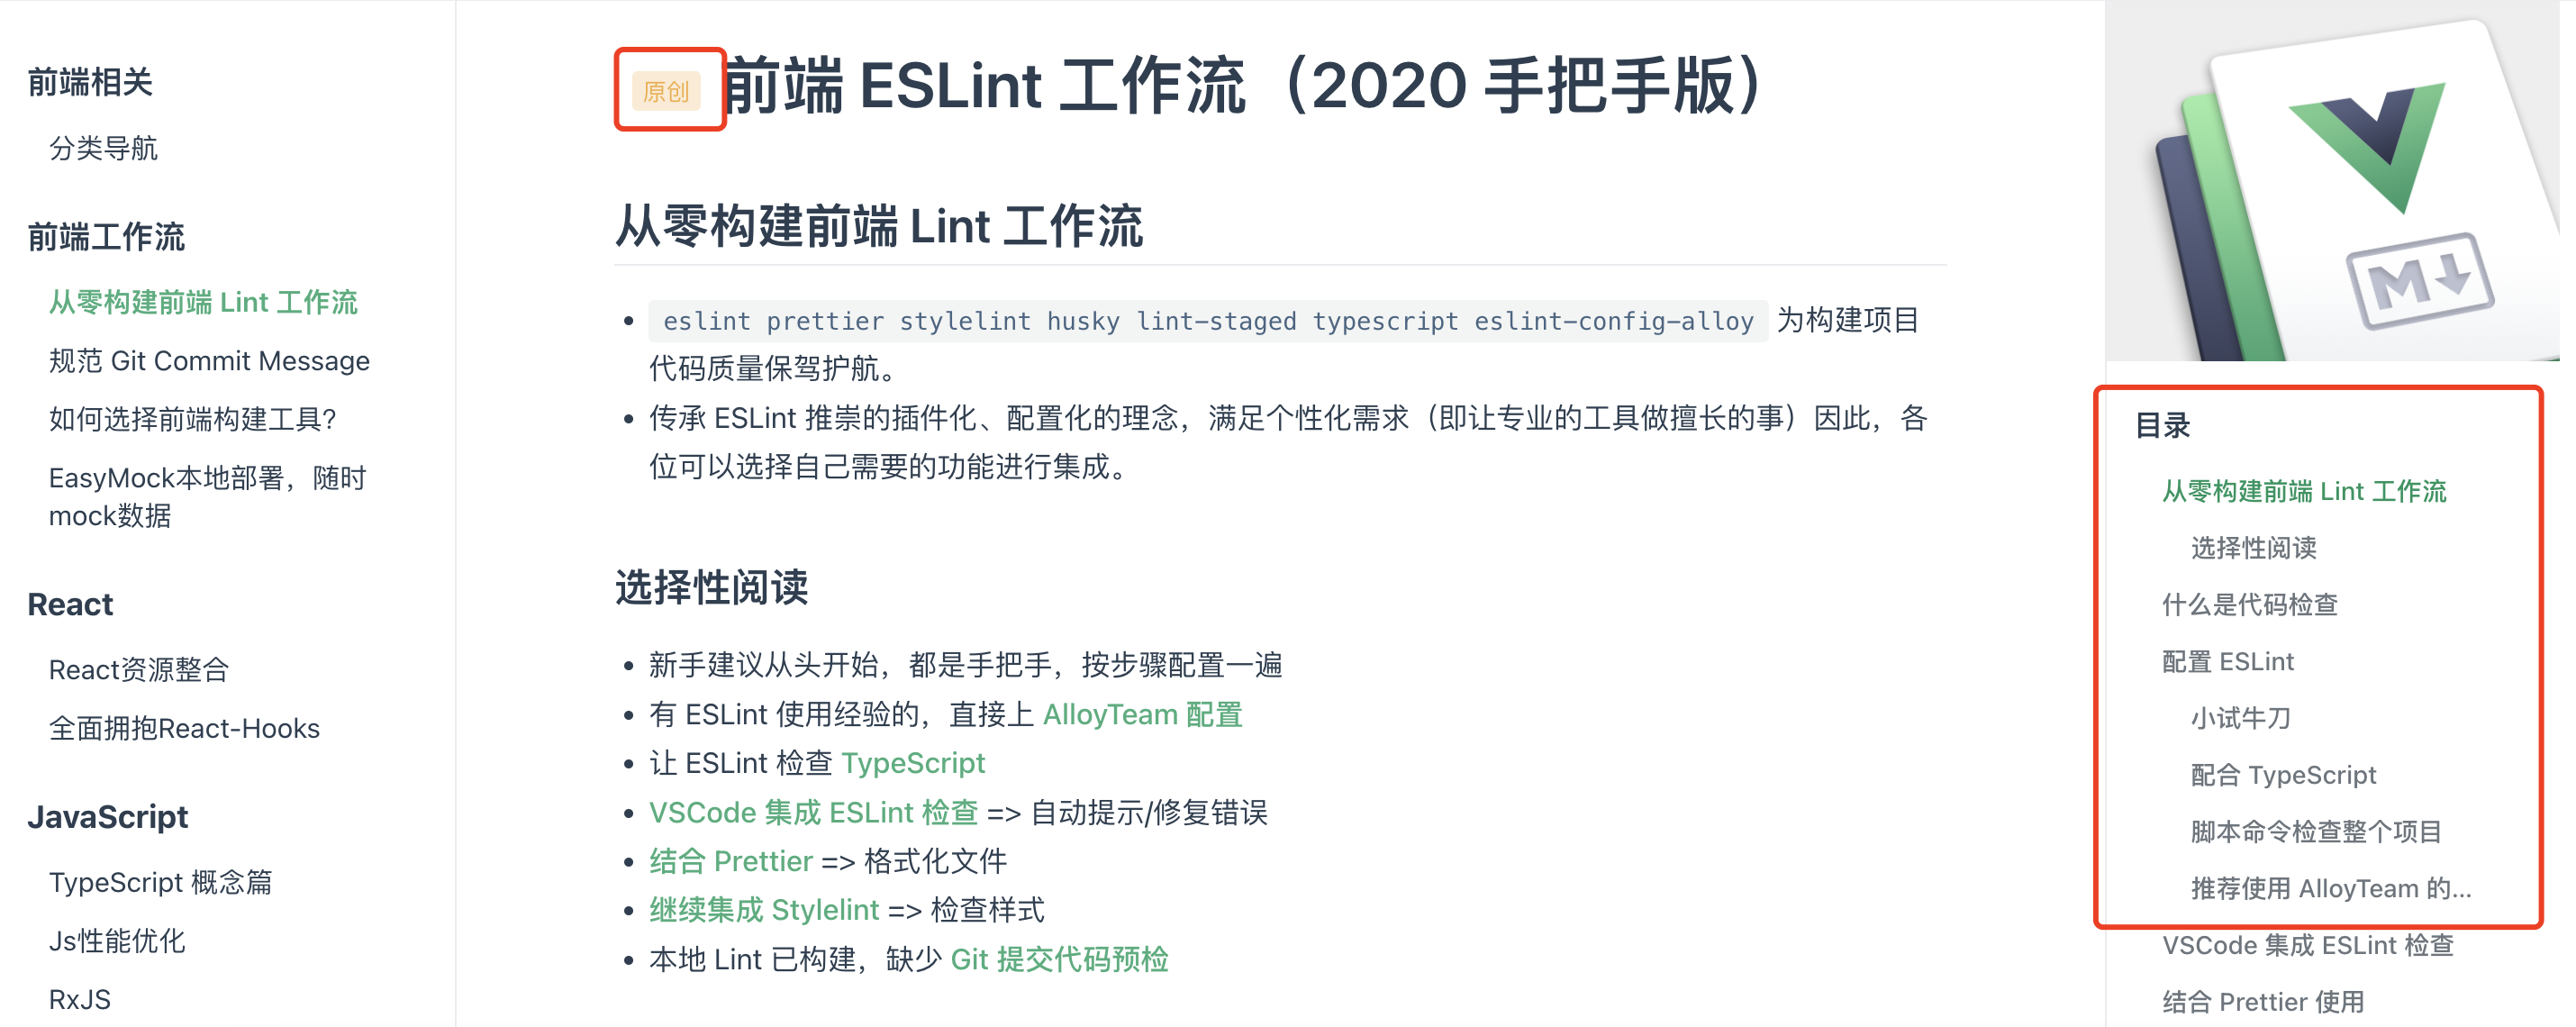 前端相关
分类导航
前端工作流
从零构建前端 Lint 工作流
规范 Git Commit Message
如何选择前端构建工具?
EasyMock本地部署，随时
mock数据
React
React资源整合
全面拥抱React-Hooks
JavaScript
TypeScript 概念篇
Js性能优化
RxJS
原创 前端 ESLint 工作流（2020 手把手版）
从零构建前端 Lint 工作流
eslint prettier stylelint husky lint-staged typescript eslint-config-alloy 为构建项目
代码质量保驾护航。
传承 ESLint 推崇的插件化、配置化的理念，满足个性化需求（即让专业的工具做擅长的事）因此，各
位可以选择自己需要的功能进行集成。
选择性阅读
新手建议从头开始，都是手把手，按步骤配置一遍
有 ESLint 使用经验的，直接上 AlloyTeam 配置
让 ESLint 检查 TypeScript
VSCode 集成 ESLint 检查 => 自动提示/修复错误
结合 Prettier => 格式化文件
继续集成 Stylelint => 检查样式
本地 Lint 已构建，缺少 Git 提交代码预检
M
目录
从零构建前端 Lint 工作流
选择性阅读
什么是代码检查
配置 ESLint
小试牛刀
配合 TypeScript
脚本命令检查整个项目
推荐使用 AlloyTeam 的...
VSCode 集成 ESLint 检查
结合 Prettier 使用